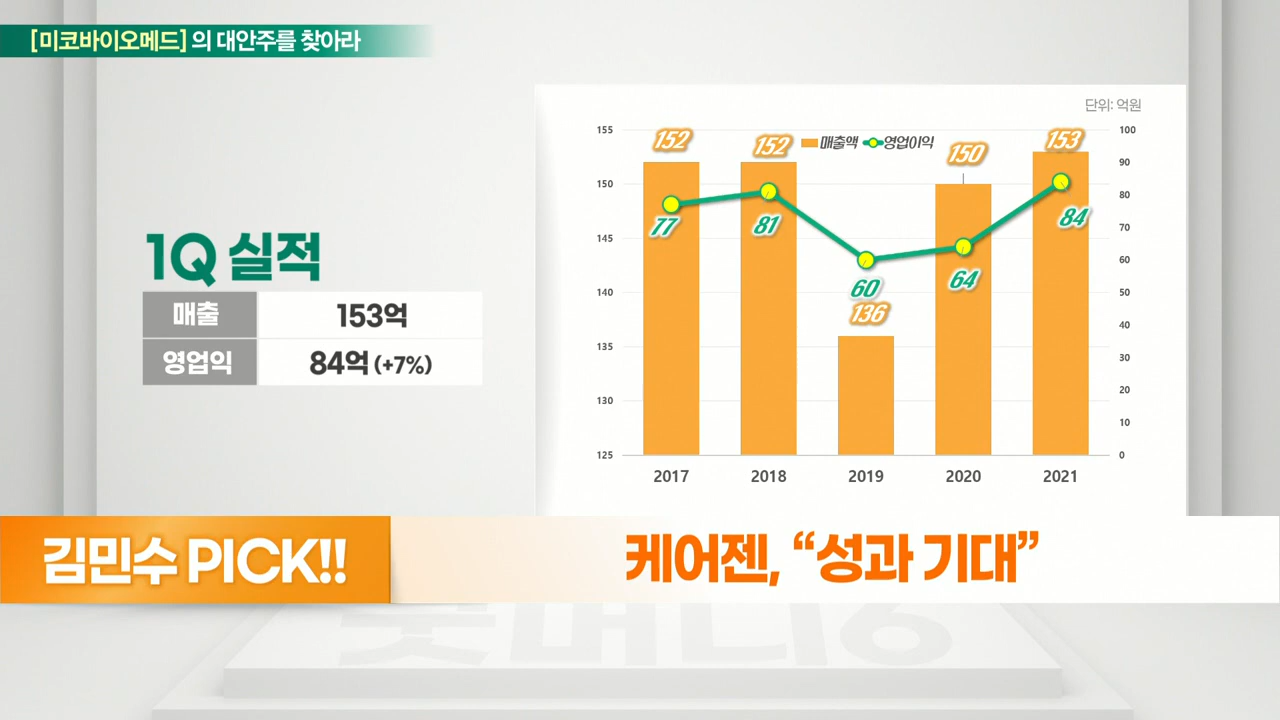 [미코바이오메드]의 대안주를 찾아라
1Q 실적
매출 153억
영업익 84억 (+7%)
단위: 억원
매출액 영업이익
155
150
145
140
135
130
125
100
90
80
70
60
50
40
30
20
10
0
152 152 136 150 153
77 81 60 64 84
2017 2018 2019 2020 2021
김민수 PICK!!
케어젠, “성과 기대”
굿머니6